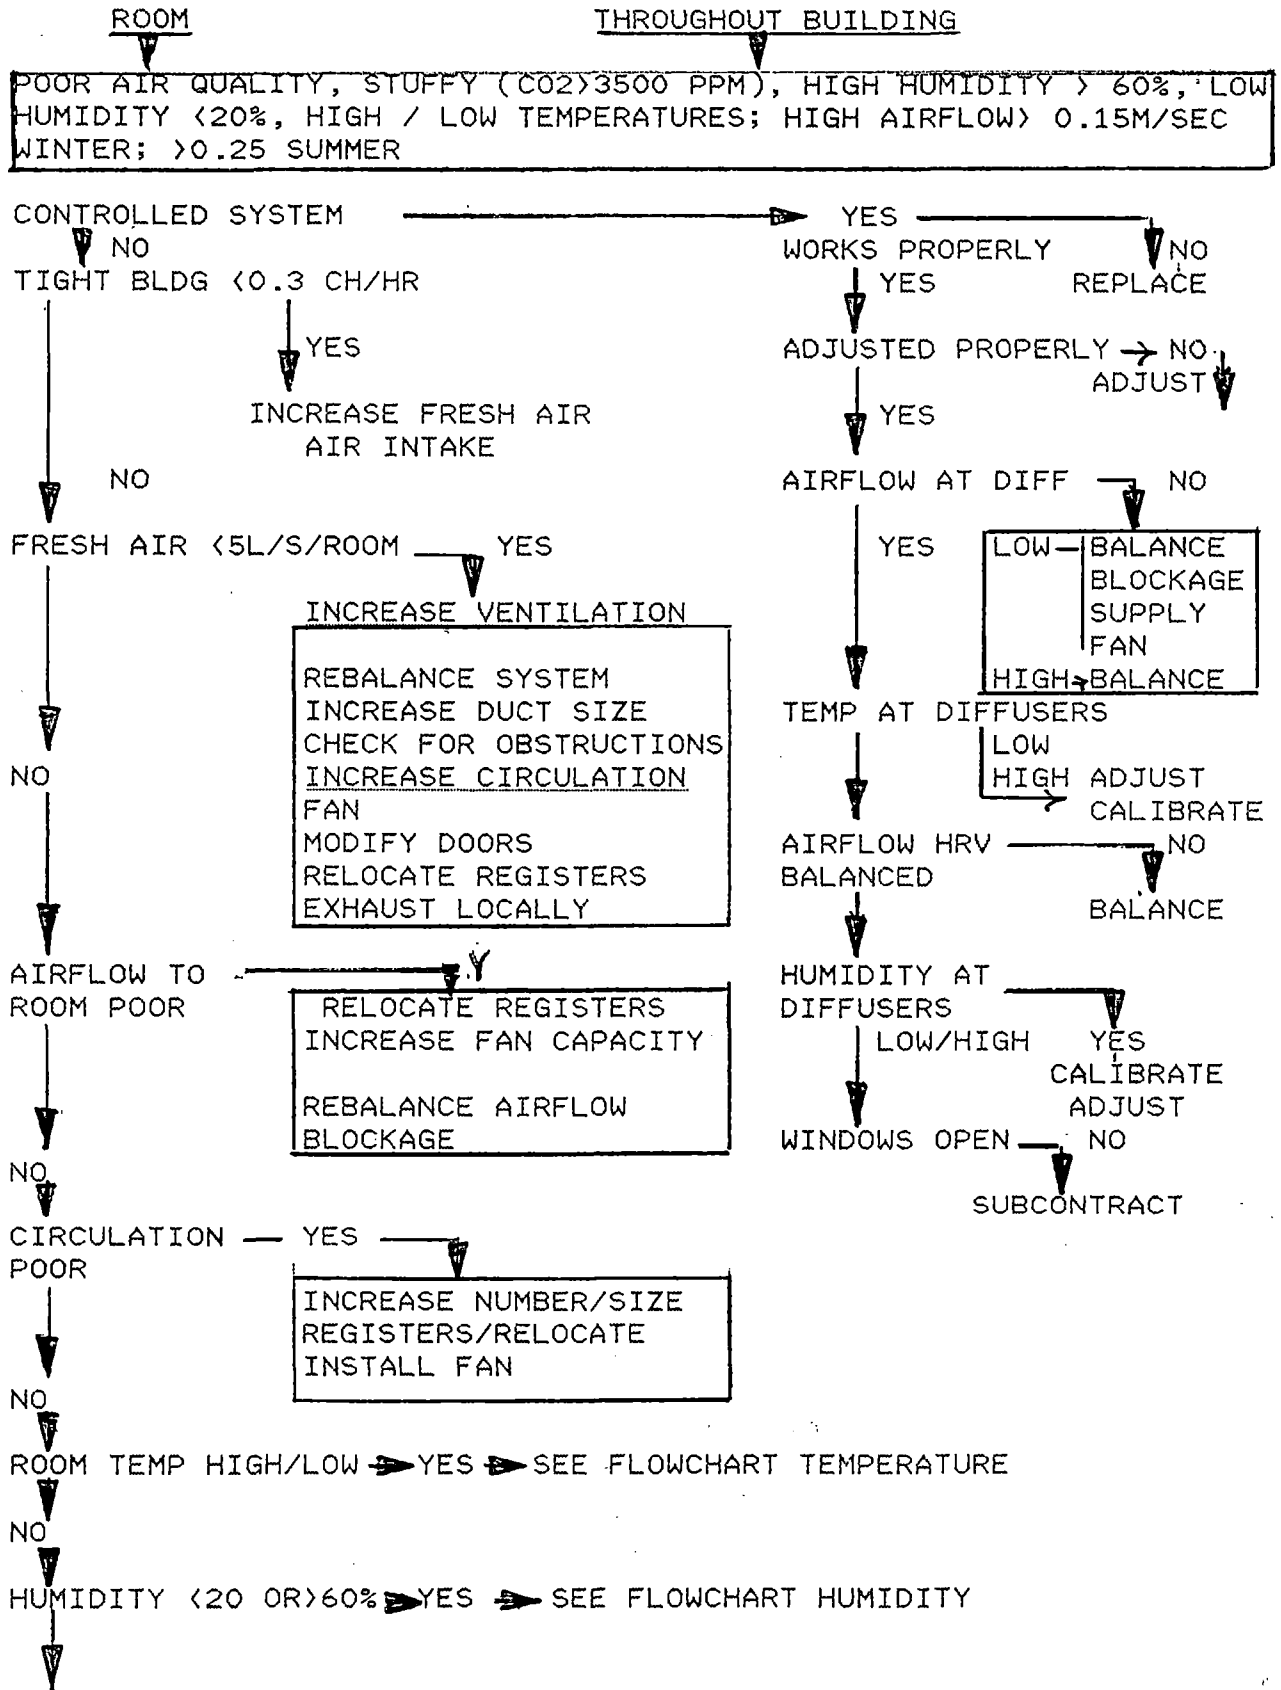 ROOM
THROUGHOUT BUILDING
POOR AIR QUALITY, STUFFY (CO2>3500 PPM), HIGH HUMIDITY > 60%, LOW
HUMIDITY <20%, HIGH / LOW TEMPERATURES; HIGH AIRFLOW> 0.15M/SEC
WINTER; >0.25 SUMMER
CONTROLLED SYSTEM
NO
TIGHT BLDG <0.3 CH/HR
YES
INCREASE FRESH AIR
AIR INTAKE
NO
FRESH AIR <5L/S/ROOM YES
INCREASE VENTILATION
REBALANCE SYSTEM
INCREASE DUCT SIZE
CHECK FOR OBSTRUCTIONS
INCREASE CIRCULATION
FAN
MODIFY DOORS
RELOCATE REGISTERS
EXHAUST LOCALLY
NO
AIRFLOW TO
ROOM POOR
Y
RELOCATE REGISTERS
INCREASE FAN CAPACITY
REBALANCE AIRFLOW
BLOCKAGE
NO
CIRCULATION YES
POOR
INCREASE NUMBER/SIZE
REGISTERS/RELOCATE
INSTALL FAN
NO
ROOM TEMP HIGH/LOW YES SEE FLOWCHART TEMPERATURE
NO
HUMIDITY <20 OR>60% YES SEE FLOWCHART HUMIDITY
YES
WORKS PROPERLY NO
YES REPLACE
ADJUSTED PROPERLY NO
ADJUST
YES
AIRFLOW AT DIFF NO
YES
LOW BALANCE
BLOCKAGE
SUPPLY
FAN
HIGH BALANCE
TEMP AT DIFFUSERS
LOW
HIGH ADJUST
CALIBRATE
AIRFLOW HRV NO
BALANCED
BALANCE
HUMIDITY AT
DIFFUSERS
LOW/HIGH YES
CALIBRATE
ADJUST
WINDOWS OPEN NO
SUBCONTRACT